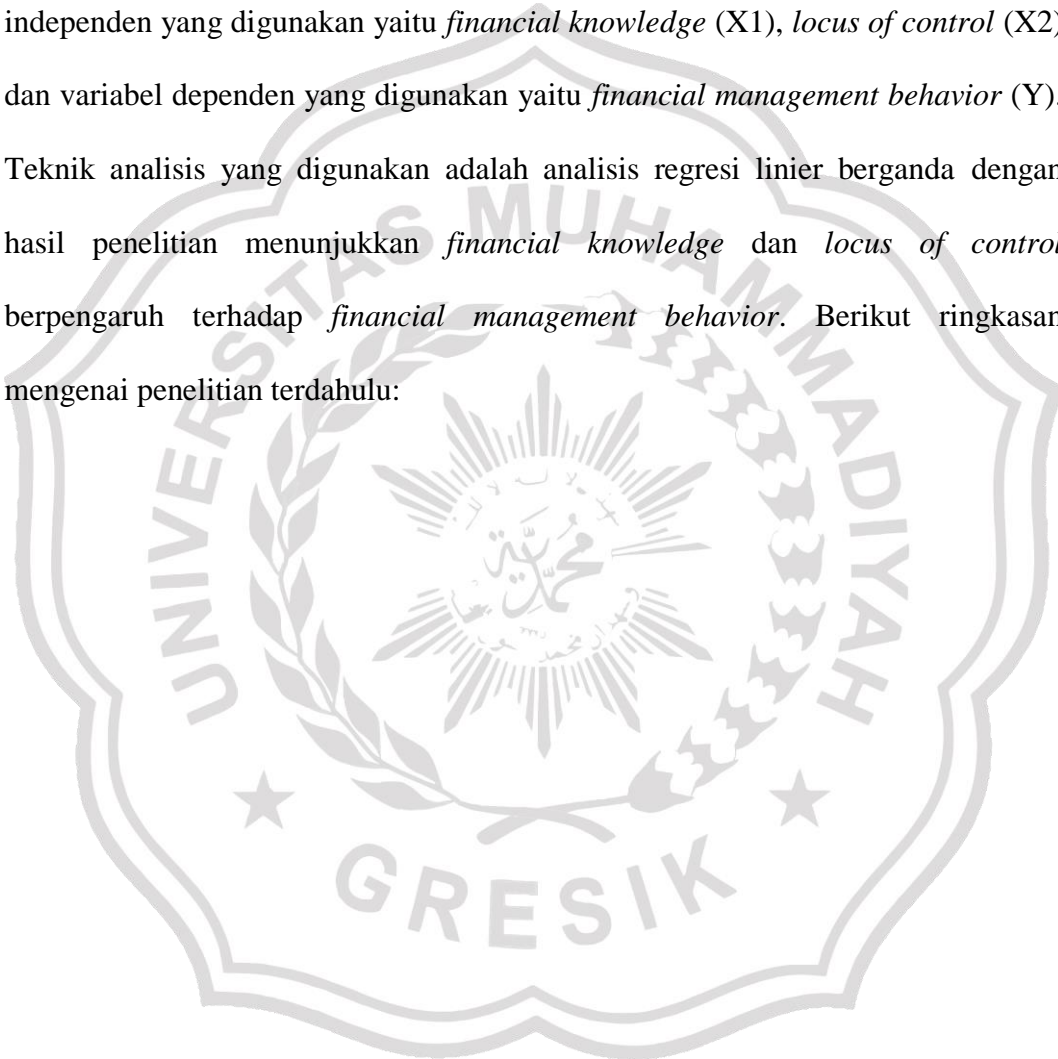 independen yang digunakan yaitu financial knowledge (X1), locus of control (X2)
dan variabel dependen yang digunakan yaitu financial management behavior (Y).
Teknik analisis yang digunakan adalah analisis regresi linier berganda dengan
hasil penelitian menunjukkan financial knowledge dan locus of control
berpengaruh terhadap financial management behavior. Berikut ringkasan
mengenai penelitian terdahulu:
UNIVERSITAS MUHAMMADIYAH
GRESIK